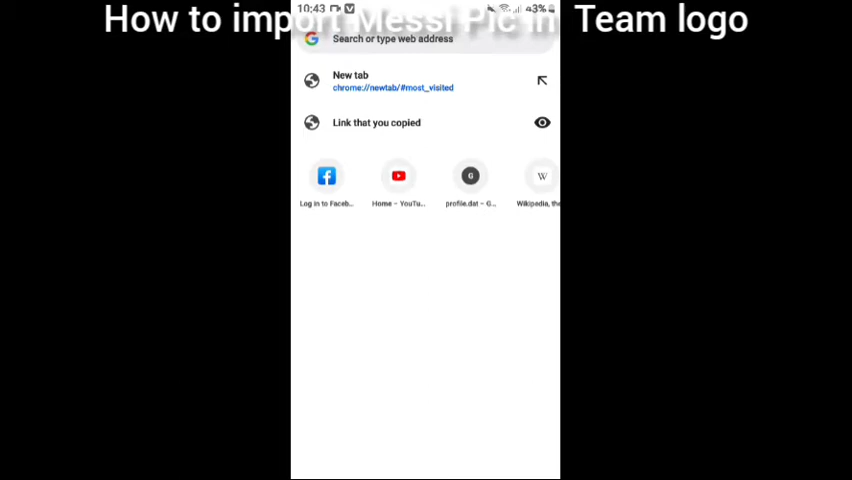 How to import Messi Pic in Team logo
10:43 43%
Search or type web address
New tab
chrome://newtab/#most_visited
Link that you copied
G
W
Log in to Faceb...
Home – YouTu...
profile.dat – G...
Wikipedia, the